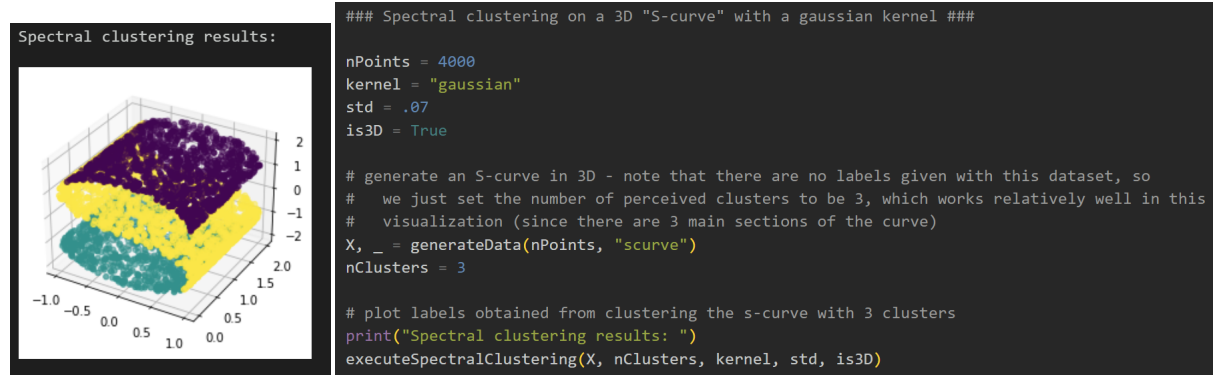 Spectral clustering results:
2
1
0
−1
−2
2.0
1.5
1.0
0.5
0.0
−1.0
−0.5
0.0
0.5
1.0
### Spectral clustering on a 3D "S-curve" with a gaussian kernel ###
nPoints = 4000
kernel = "gaussian"
std = .07
is3D = True
# generate an S-curve in 3D - note that there are no labels given with this dataset, so
#   we just set the number of perceived clusters to be 3, which works relatively well in this
#   visualization (since there are 3 main sections of the curve)
X, _ = generateData(nPoints, "scurve")
nClusters = 3
# plot labels obtained from clustering the s-curve with 3 clusters
print("Spectral clustering results: ")
executeSpectralClustering(X, nClusters, kernel, std, is3D)